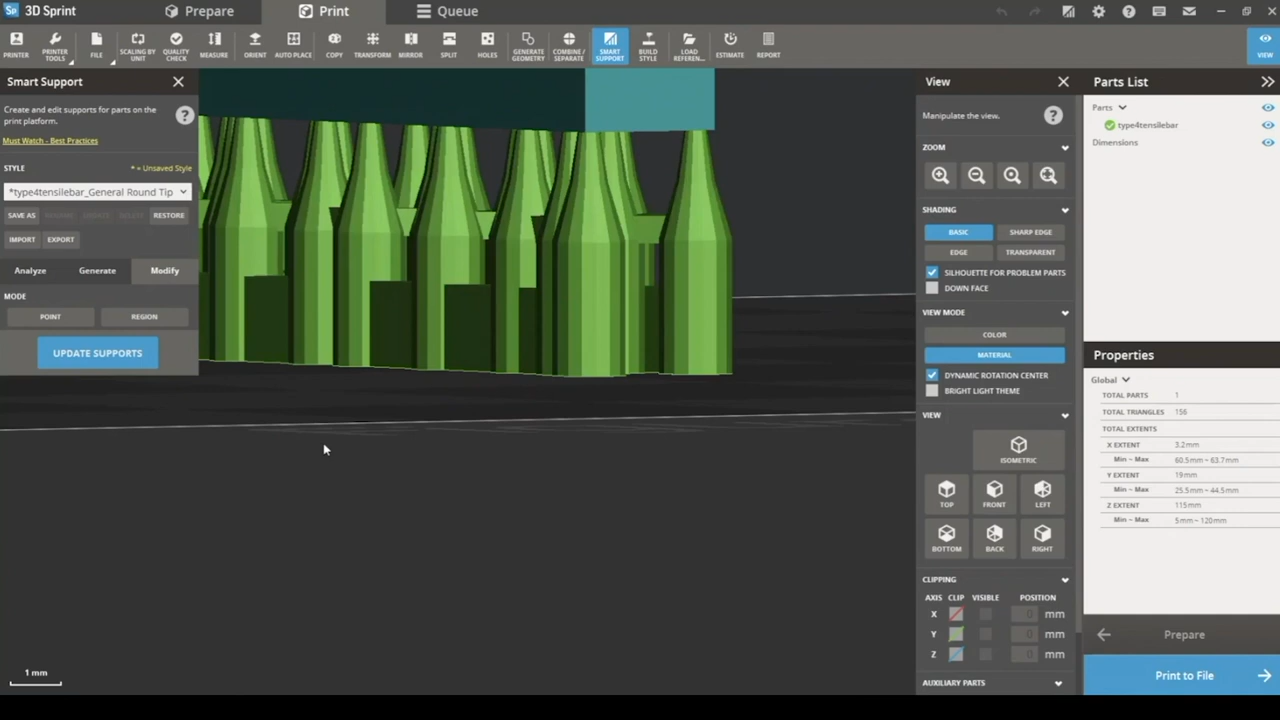 Sp 3D Sprint
Prepare
Print
Queue
PRINTER
PRINTER TOOLS
FILE
SCALING BY UNIT
QUALITY CHECK
MEASURE
ORIENT
AUTO PLACE
COPY
TRANSFORM
MIRROR
SPLIT
HOLES
GENERATE GEOMETRY
COMBINE / SEPARATE
SMART SUPPORT
BUILD STYLE
LOAD REFEREN...
ESTIMATE
REPORT
VIEW
Smart Support
Create and edit supports for parts on the
print platform.
Must Watch - Best Practices
STYLE
* = Unsaved Style
*type4tensilebar_General Round Tip
SAVE AS
RESTORE
IMPORT
EXPORT
Analyze
Generate
Modify
MODE
POINT
REGION
UPDATE SUPPORTS
1 mm
View
Manipulate the view.
ZOOM
SHADING
BASIC
SHARP EDGE
EDGE
TRANSPARENT
SILHOUETTE FOR PROBLEM PARTS
DOWN FACE
VIEW MODE
COLOR
MATERIAL
DYNAMIC ROTATION CENTER
BRIGHT LIGHT THEME
VIEW
ISOMETRIC
TOP
FRONT
LEFT
BOTTOM
BACK
RIGHT
CLIPPING
AXIS CLIP VISIBLE POSITION
X 0 mm
Y 0 mm
Z 0 mm
AUXILIARY PARTS
Parts List
Parts
type4tensilebar
Dimensions
Properties
Global
TOTAL PARTS 1
TOTAL TRIANGLES 156
TOTAL EXTENTS
X EXTENT 3.2mm
Min ~ Max 60.5mm ~ 63.7mm
Y EXTENT 19mm
Min ~ Max 25.5mm ~ 44.5mm
Z EXTENT 115mm
Min ~ Max 5mm ~ 120mm
Prepare
Print to File